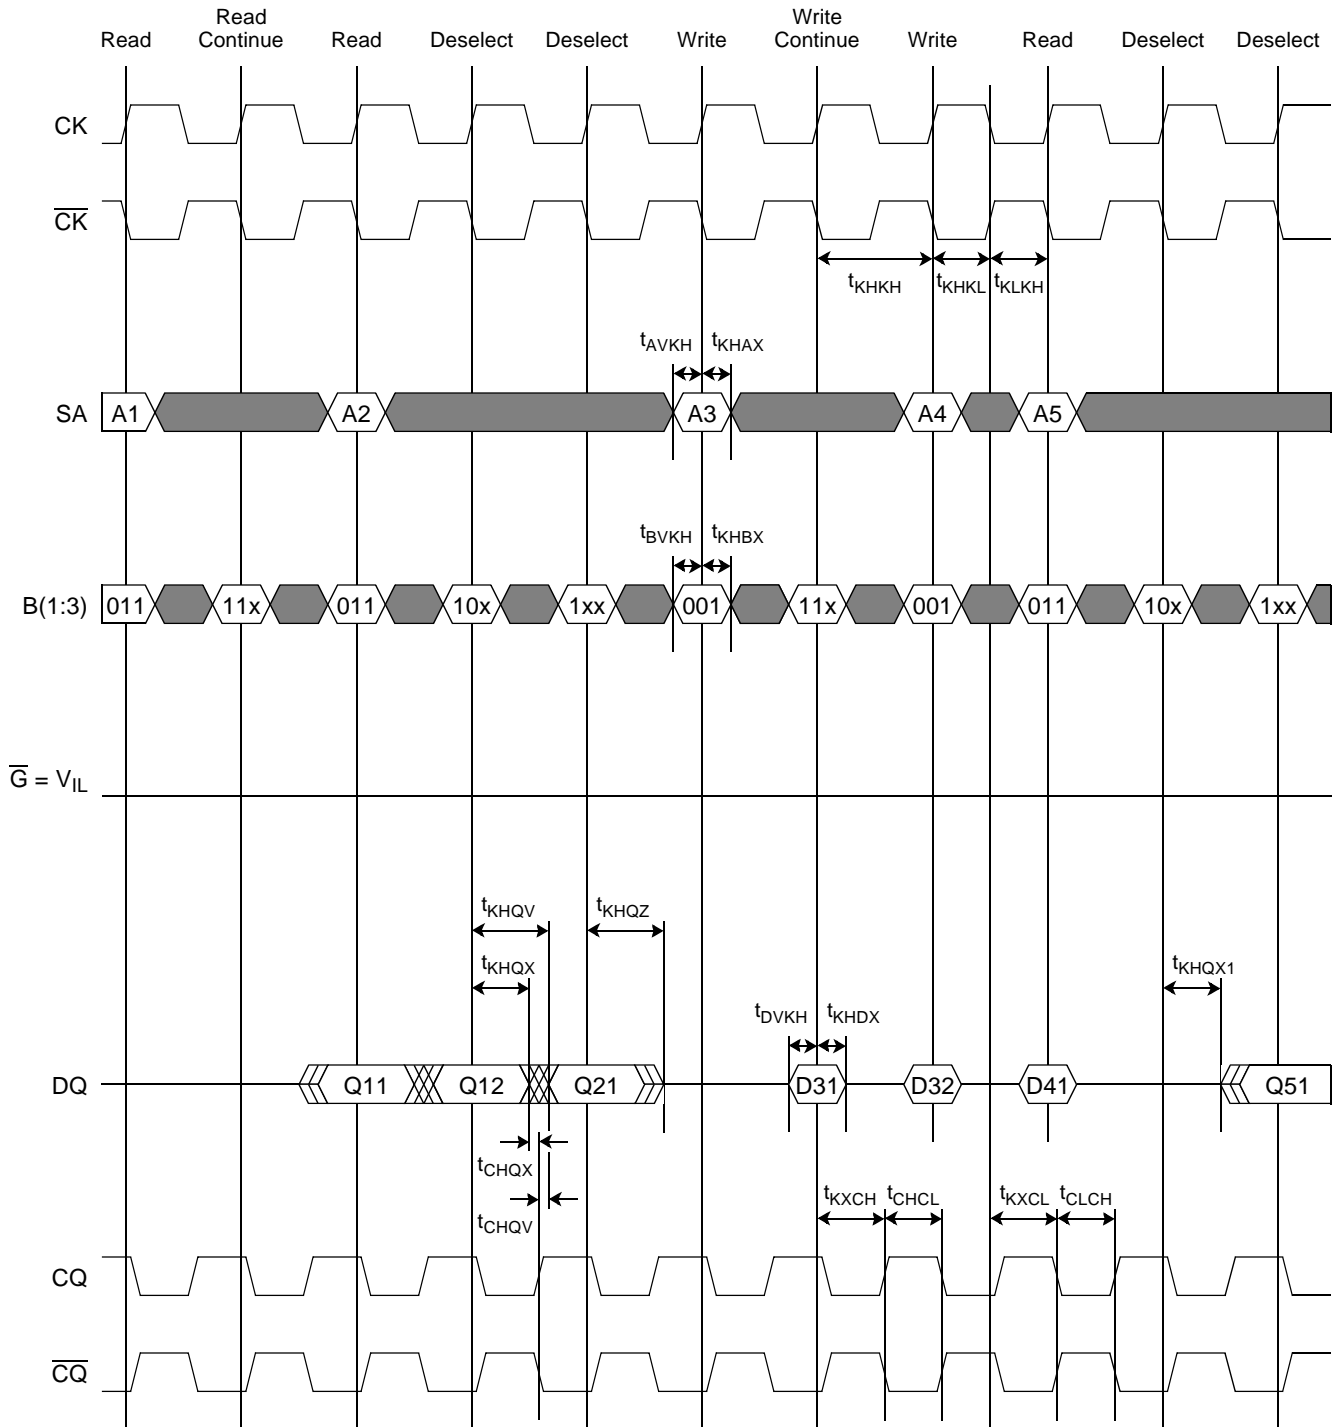 Read Write
Read Continue Read Deselect Deselect Write Continue Write Read Deselect Deselect
CK
CK
tKHKH tKHKL tKLKH
tAVKH tKHAX
SA A1 A2 A3 A4 A5
tBVKH tKHBX
B(1:3) 011 11x 011 10x 1xx 001 11x 001 011 10x 1xx
G = VIL
tKHQV tKHQZ
tKHQX tKHQX1
tDVKH tKHDX
DQ Q11 Q12 Q21 D31 D32 D41 Q51
tCHQX
tKXCH tCHCL tKXCL tCLCH
tCHQV
CQ
CQ